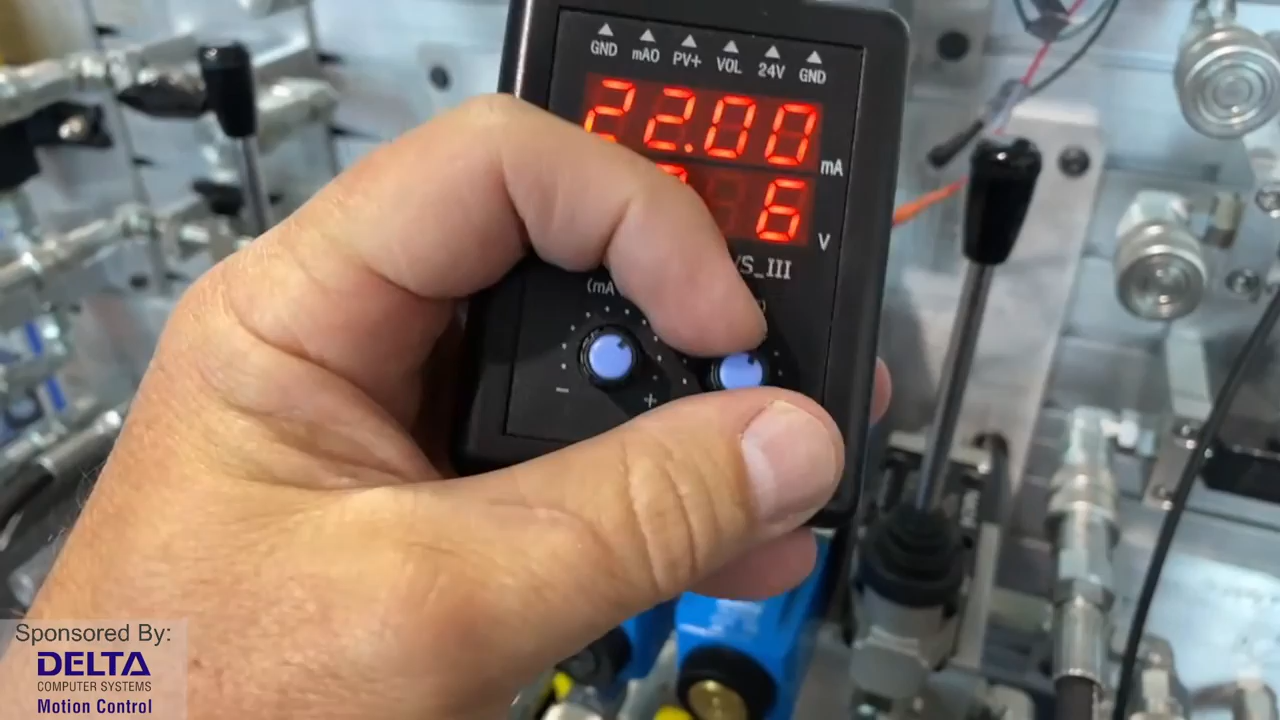 GND mAO PV+ VOL 24V GND
22.00
mA
6
V
VS_III
(mA
- +
Sponsored By:
DELTA
COMPUTER SYSTEMS
Motion Control